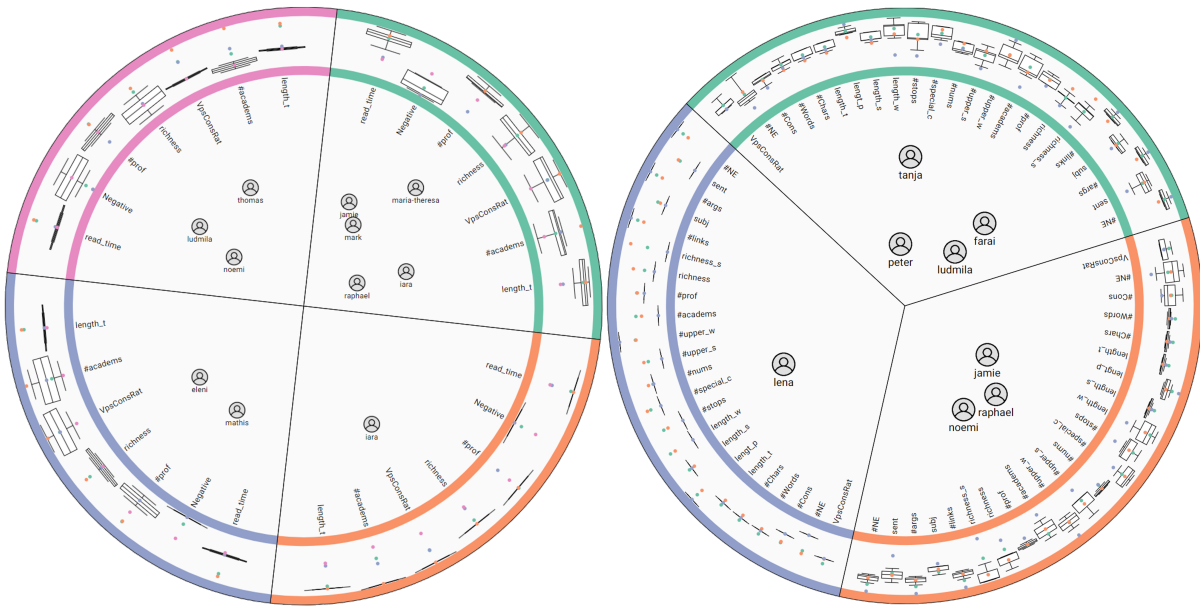 length_t
#academs
VpsConsRat
richness
#prof
Negative
read_time
thomas
ludmila
noemi
read_time
Negative
#prof
richness
VpsConsRat
#academs
length_t
maria-theresa
jamie
mark
iara
raphael
length_t
#academs
VpsConsRat
richness
#prof
Negative
read_time
eleni
mathis
read_time
Negative
#prof
richness
VpsConsRat
#academs
length_t
iara
VpsConsRat
#NE
#Cons
#Words
#Chars
length_t
lengt_p
length_s
length_w
#stops
#special_c
#nums
#upper_s
#upper_w
#academs
#prof
richness
richness_s
#links
subj
#args
sent
#NE
tanja
farai
peter
ludmila
#NE
sent
#args
subj
#links
richness_s
richness
#prof
#academs
#upper_w
#upper_s
#nums
#special_c
#stops
length_w
length_s
lengt_p
length_t
#Chars
#Words
#Cons
#NE
VpsConsRat
lena
VpsConsRat
#NE
#Cons
#Words
#Chars
length_t
lengt_p
length_s
length_w
#stops
#special_c
#nums
#upper_s
#upper_w
#academs
#prof
richness
richness_s
#links
subj
#args
sent
#NE
jamie
raphael
noemi